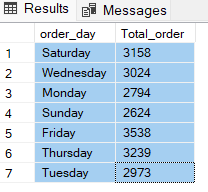 Results Messages
order_day Total_order
1 Saturday 3158
2 Wednesday 3024
3 Monday 2794
4 Sunday 2624
5 Friday 3538
6 Thursday 3239
7 Tuesday 2973